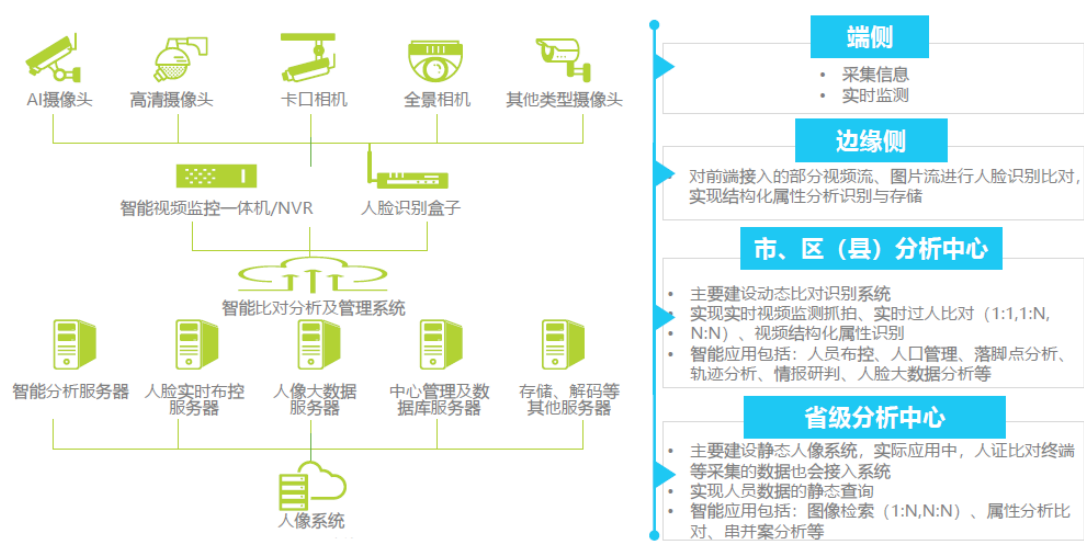 AI摄像头
高清摄像头
卡口相机
全景相机
其他类型摄像头
智能视频监控一体机/NVR
人脸识别盒子
智能比对分析及管理系统
智能分析服务器
人脸实时布控
服务器
人像大数据
服务器
中心管理及数
据库服务器
存储、解码等
其他服务器
人像系统
端侧
• 采集信息
• 实时监测
边缘侧
• 对前端接入的部分视频流、图片流进行人脸识别比对，
实现结构化属性分析识别与存储
市、区（县）分析中心
• 主要建设动态比对识别系统
• 实现实时视频监测抓拍、实时过人比对（1:1,1:N,
• N:N）、视频结构化属性识别
• 智能应用包括：人员布控、人口管理、落脚点分析、
轨迹分析、情报研判、人脸大数据分析等
省级分析中心
• 主要建设静态人像系统，实际应用中，人证比对终端
等采集的数据也会接入系统
• 实现人员数据的静态查询
• 智能应用包括：图像检索（1:N,N:N）、属性分析比
对、串并案分析等